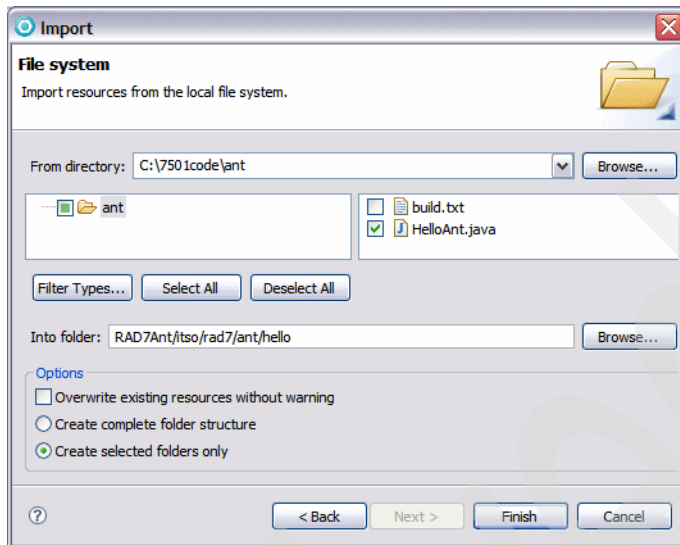 Import
File system
Import resources from the local file system.
From directory: C:\7501code\ant Browse...
ant
build.txt
HelloAnt.java
Filter Types... Select All Deselect All
Into folder: RAD7Ant/itso/rad7/ant/hello Browse...
Options
Overwrite existing resources without warning
Create complete folder structure
Create selected folders only
? < Back Next > Finish Cancel